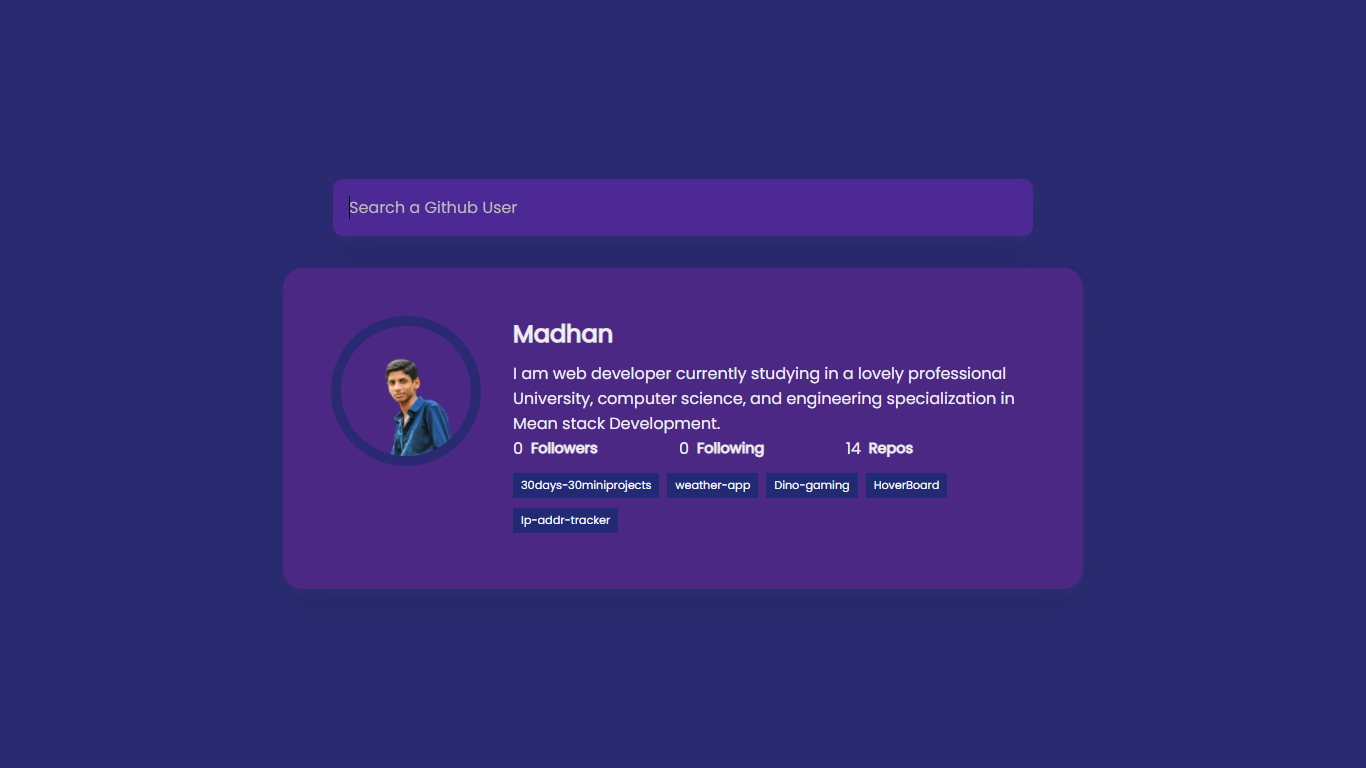 Search a Github User
Madhan
I am web developer currently studying in a lovely professional
University, computer science, and engineering specialization in
Mean stack Development.
0 Followers 0 Following 14 Repos
30days-30miniprojects weather-app Dino-gaming HoverBoard
Ip-addr-tracker